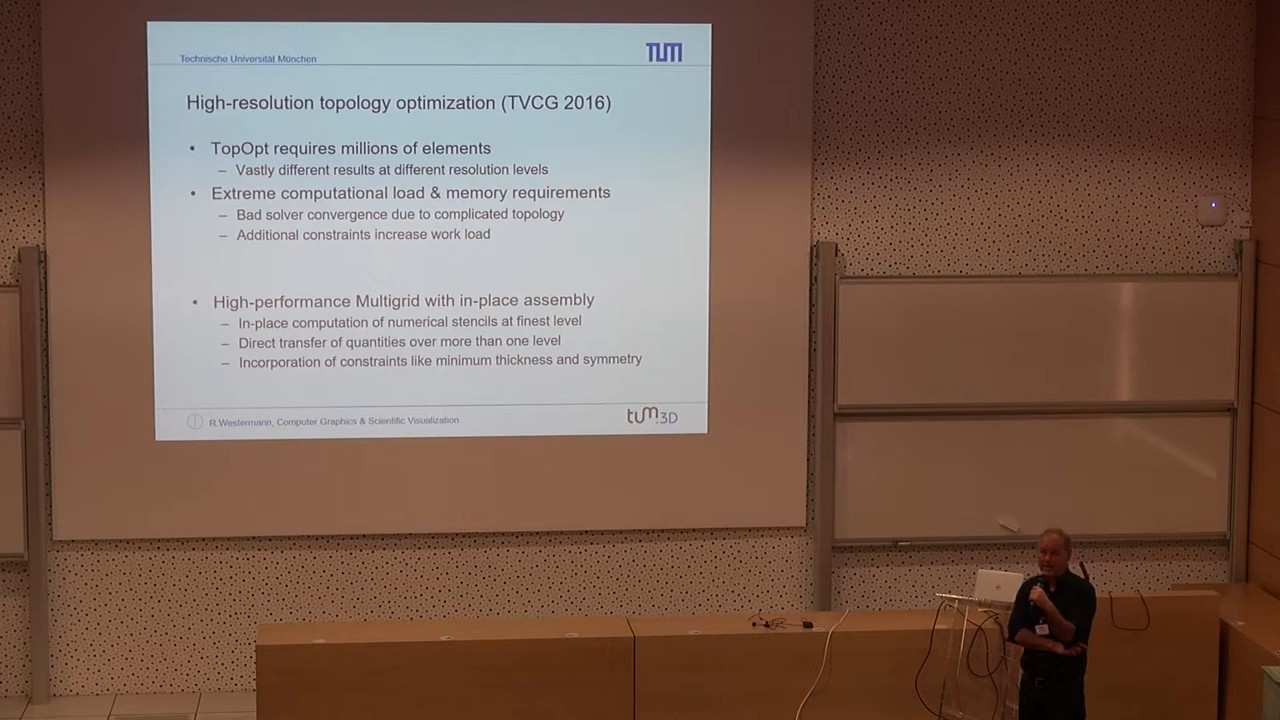 Technische Universität München
TUM
High-resolution topology optimization (TVCG 2016)
• TopOpt requires millions of elements
– Vastly different results at different resolution levels
• Extreme computational load & memory requirements
– Bad solver convergence due to complicated topology
– Additional constraints increase work load
• High-performance Multigrid with in-place assembly
– In-place computation of numerical stencils at finest level
– Direct transfer of quantities over more than one level
– Incorporation of constraints like minimum thickness and symmetry
R.Westermann, Computer Graphics & Scientific Visualization
tum.3D